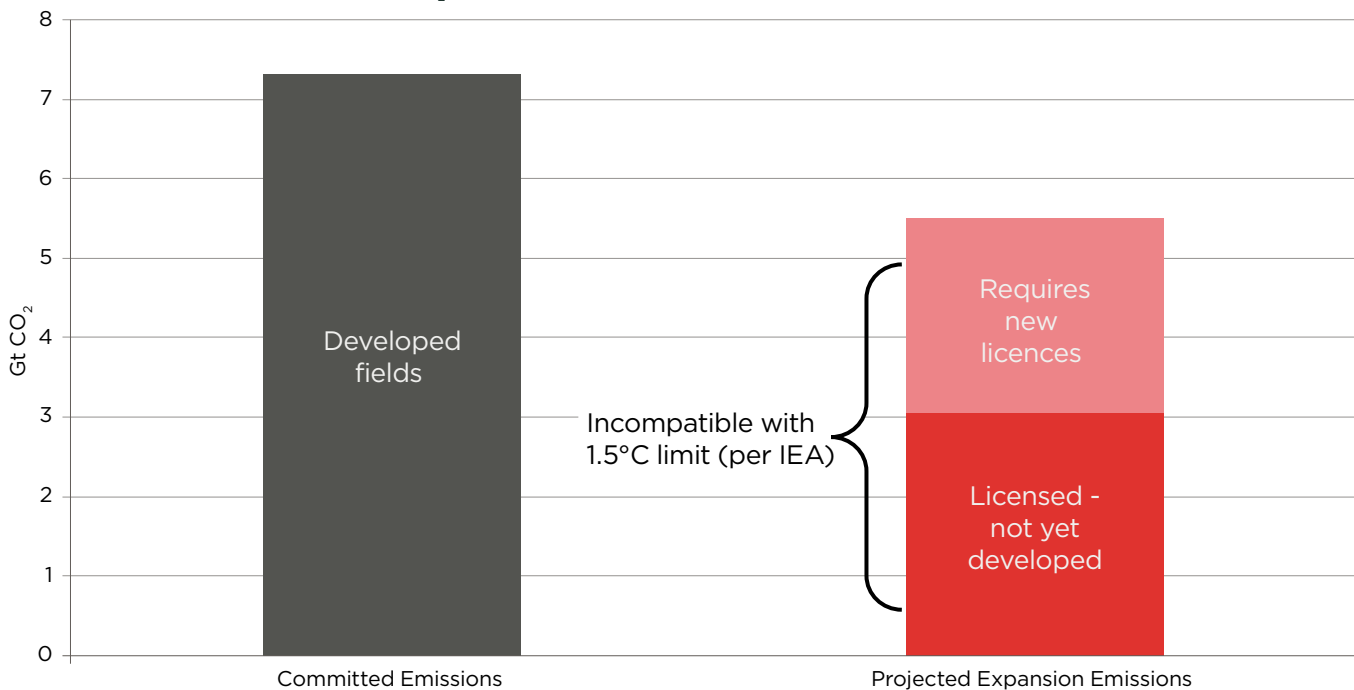 8
7
6
5
4
3
2
1
0
Gt CO₂
Developed
fields
Incompatible with
1.5°C limit (per IEA)
Requires
new
licences
Licensed -
not yet
developed
Committed Emissions
Projected Expansion Emissions